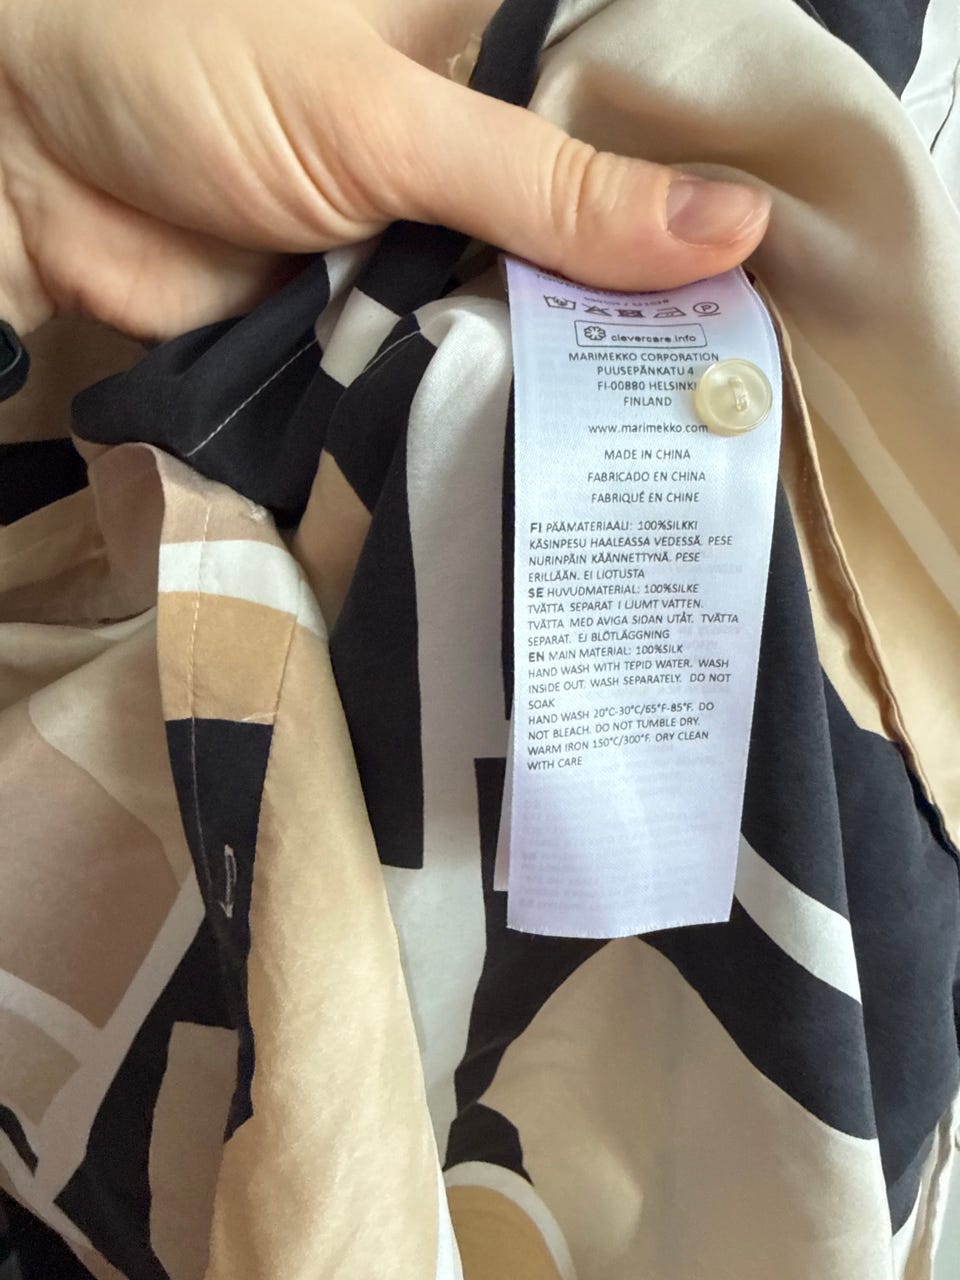 clevercare.info
MARIMEKKO CORPORATION
PUUSEPÄNKATU 4
FI-00880 HELSINKI
FINLAND
www.marimekko.com
MADE IN CHINA
FABRICADO EN CHINA
FABRIQUÉ EN CHINE
FI PÄÄMATERIAALI: 100%SILKKI
KÄSINPESU HAALEASSA VEDESSÄ. PESE
NURINPÄIN KÄÄNNETTYNÄ. PESE
ERILLÄÄN. EI LIOTUSTA
SE HUVUDMATERIAL: 100%SILKE
TVÄTTA SEPARAT I LJUMT VATTEN.
TVÄTTA MED AVIGA SIDAN UTÅT. TVÄTTA
SEPARAT. EJ BLÖTLÄGGNING
EN MAIN MATERIAL: 100%SILK
HAND WASH WITH TEPID WATER. WASH
INSIDE OUT. WASH SEPARATELY. DO NOT
SOAK
HAND WASH 20°C-30°C/65°F-85°F. DO
NOT BLEACH. DO NOT TUMBLE DRY.
WARM IRON 150°C/300°F. DRY CLEAN
WITH CARE